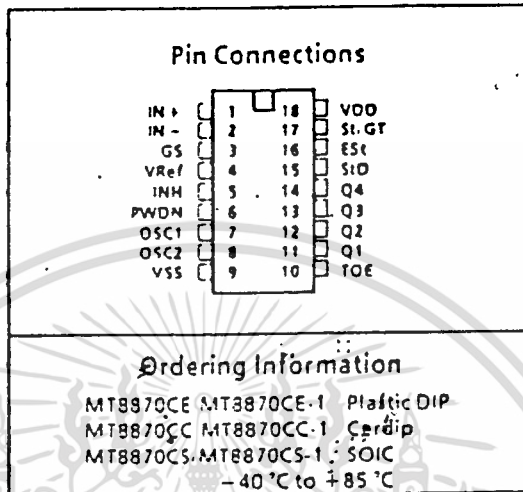 Pin Connections
IN + 1 18 VDD
IN - 2 17 St/GT
GS 3 16 ESt
VRef 4 15 StD
INH 5 14 Q4
PWDN 6 13 Q3
OSC1 7 12 Q2
OSC2 8 11 Q1
VSS 9 10 TOE
Ordering Information
MT8870CE MT8870CE-1 Plastic DIP
MT8870CC MT8870CC-1 Cerdip
MT8870CS MT8870CS-1 SOIC
-40 °C to +85 °C